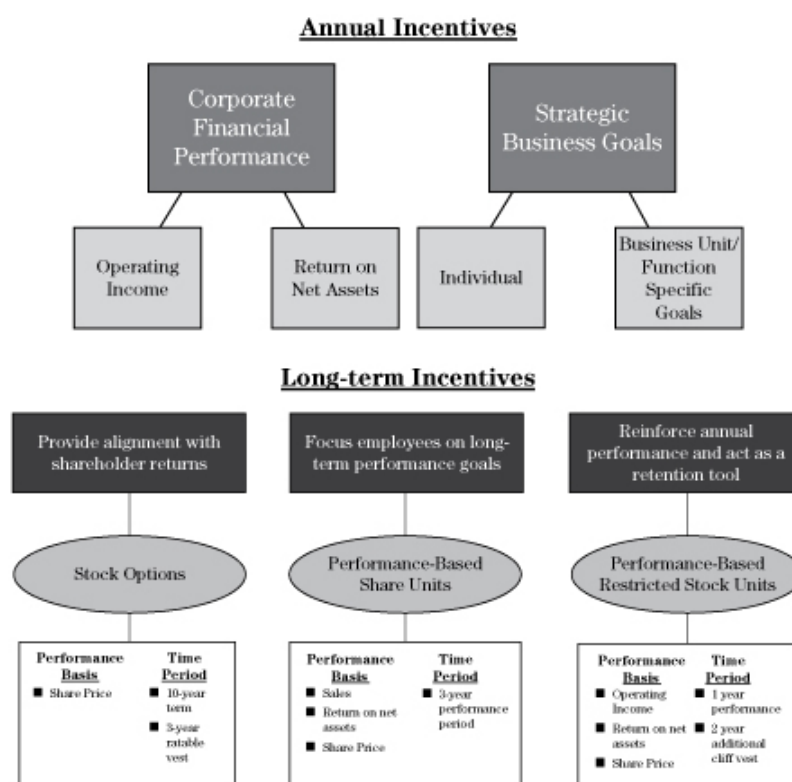 Annual Incentives
Corporate
Financial
Performance
Strategic
Business Goals
Operating
Income
Return on
Net Assets
Individual
Business Unit/
Function
Specific
Goals
Long-term Incentives
Provide alignment with
shareholder returns
Focus employees on long-
term performance goals
Reinforce annual
performance and act as a
retention tool
Stock Options
Performance-Based
Share Units
Performance-Based
Restricted Stock Units
Performance
Basis
Share Price
Time
Period
10-year
term
3-year
ratable
vest
Performance
Basis
Sales
Return on net
assets
Share Price
Time
Period
3-year
performance
period
Performance
Basis
Operating
Income
Return on net
assets
Share Price
Time
Period
1 year
performance
2 year
additional
cliff vest